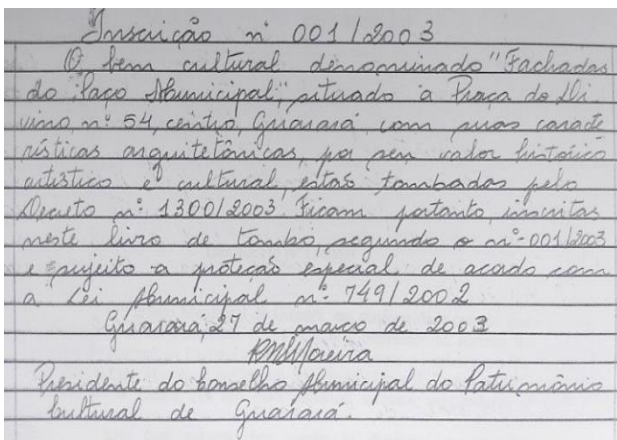 Inscrição nº 001/2003
O bem cultural denominado "Fachadas
do Paço Municipal", situado à Praça do Di
vino, nº 54, centro, Guarará, com suas caracte
rísticas arquitetônicas, por seu valor histórico
artístico e cultural, estão tombadas pelo
Decreto nº 1300/2003. Ficam portanto, inscritas
neste livro de tombo, segundo o nº 001/2003
e sujeito a proteção especial de acordo com
a Lei Municipal nº 749/2002
Guarará, 27 de março de 2003
Presidente do Conselho Municipal do Patrimônio
Cultural de Guarará.